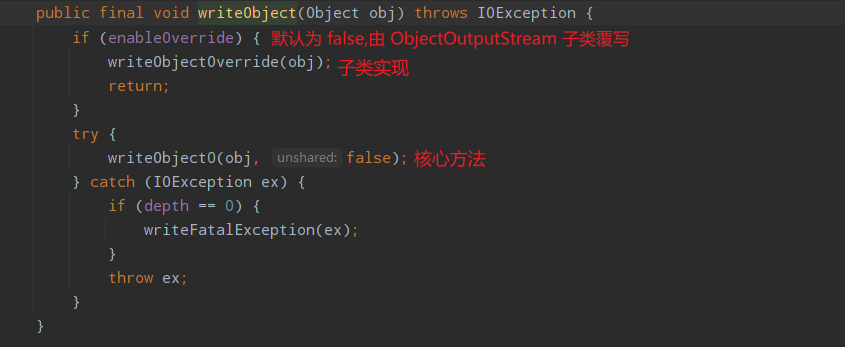 public final void writeObject(Object obj) throws IOException {
if (enableOverride) { 默认为 false,由 ObjectOutputStream 子类覆写
writeObjectOverride(obj); 子类实现
return;
}
try {
writeObject0(obj, unshared: false); 核心方法
} catch (IOException ex) {
if (depth == 0) {
writeFatalException(ex);
}
throw ex;
}
}